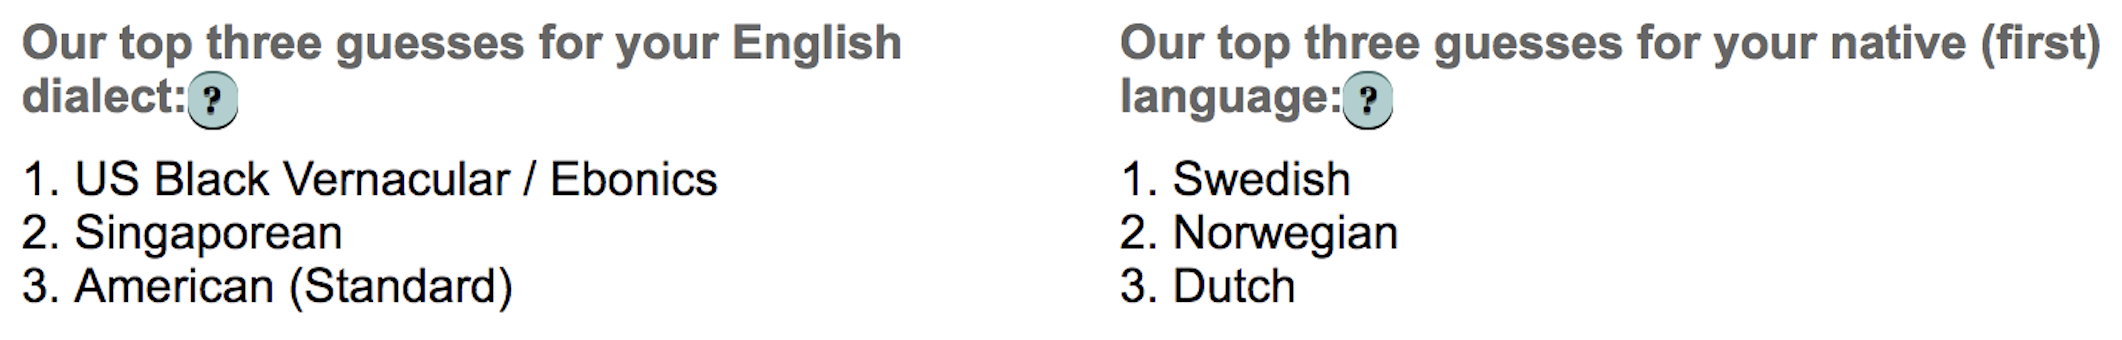 Our top three guesses for your English
dialect:?
1. US Black Vernacular / Ebonics
2. Singaporean
3. American (Standard)
Our top three guesses for your native (first)
language:?
1. Swedish
2. Norwegian
3. Dutch